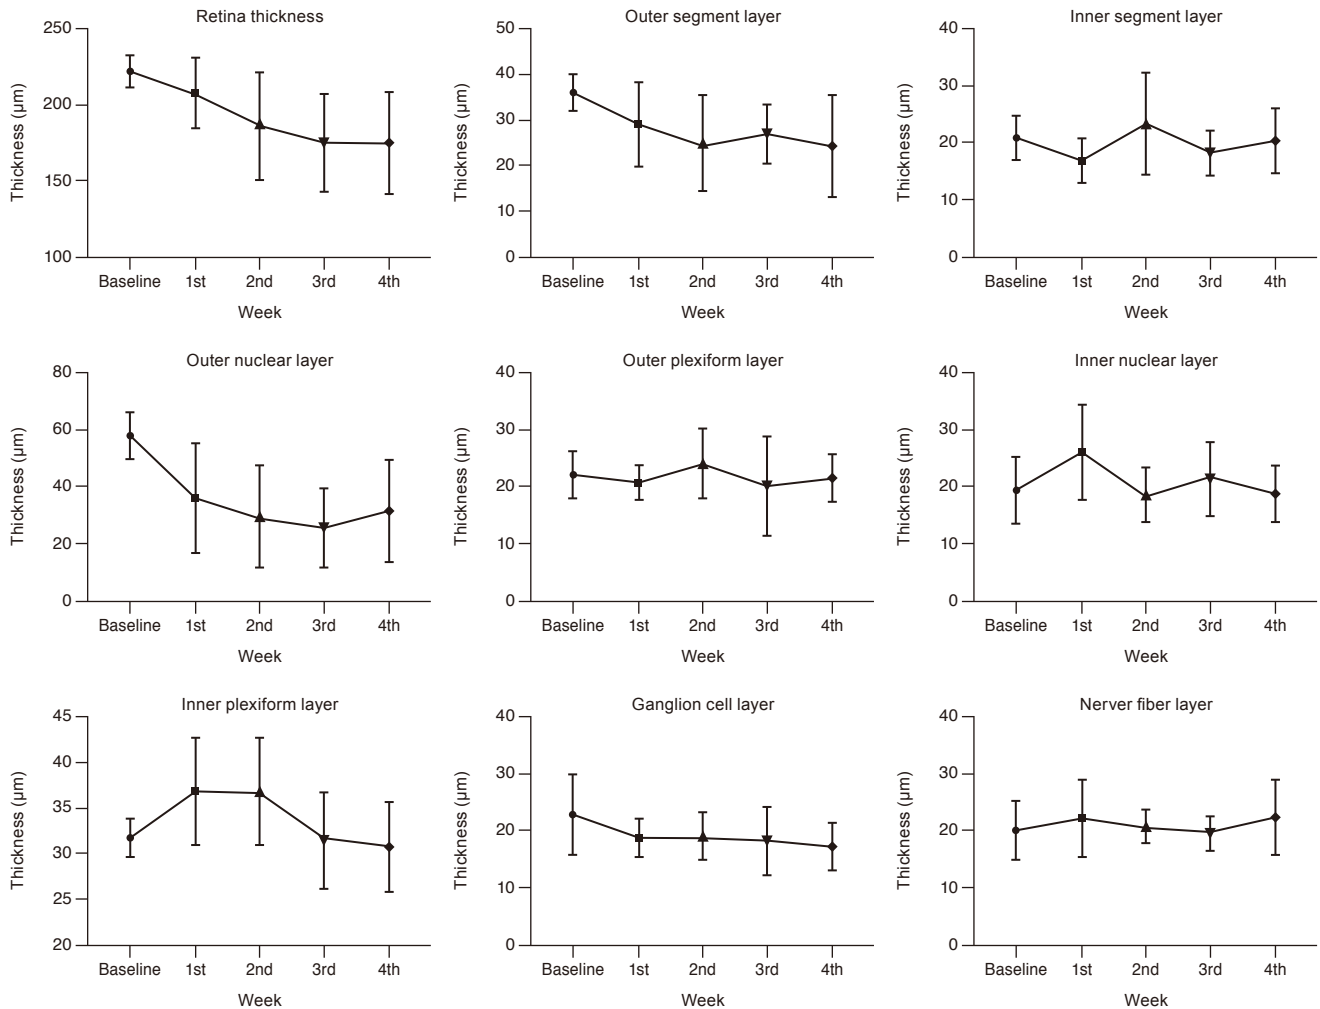 Retina thickness
Thickness (µm)
250
200
150
100
Baseline 1st 2nd 3rd 4th
Week
Outer segment layer
Thickness (µm)
50
40
30
20
10
0
Baseline 1st 2nd 3rd 4th
Week
Inner segment layer
Thickness (µm)
40
30
20
10
0
Baseline 1st 2nd 3rd 4th
Week
Outer nuclear layer
Thickness (µm)
80
60
40
20
0
Baseline 1st 2nd 3rd 4th
Week
Outer plexiform layer
Thickness (µm)
40
30
20
10
0
Baseline 1st 2nd 3rd 4th
Week
Inner nuclear layer
Thickness (µm)
40
30
20
10
0
Baseline 1st 2nd 3rd 4th
Week
Inner plexiform layer
Thickness (µm)
45
40
35
30
25
20
Baseline 1st 2nd 3rd 4th
Week
Ganglion cell layer
Thickness (µm)
40
30
20
10
0
Baseline 1st 2nd 3rd 4th
Week
Nerver fiber layer
Thickness (µm)
40
30
20
10
0
Baseline 1st 2nd 3rd 4th
Week